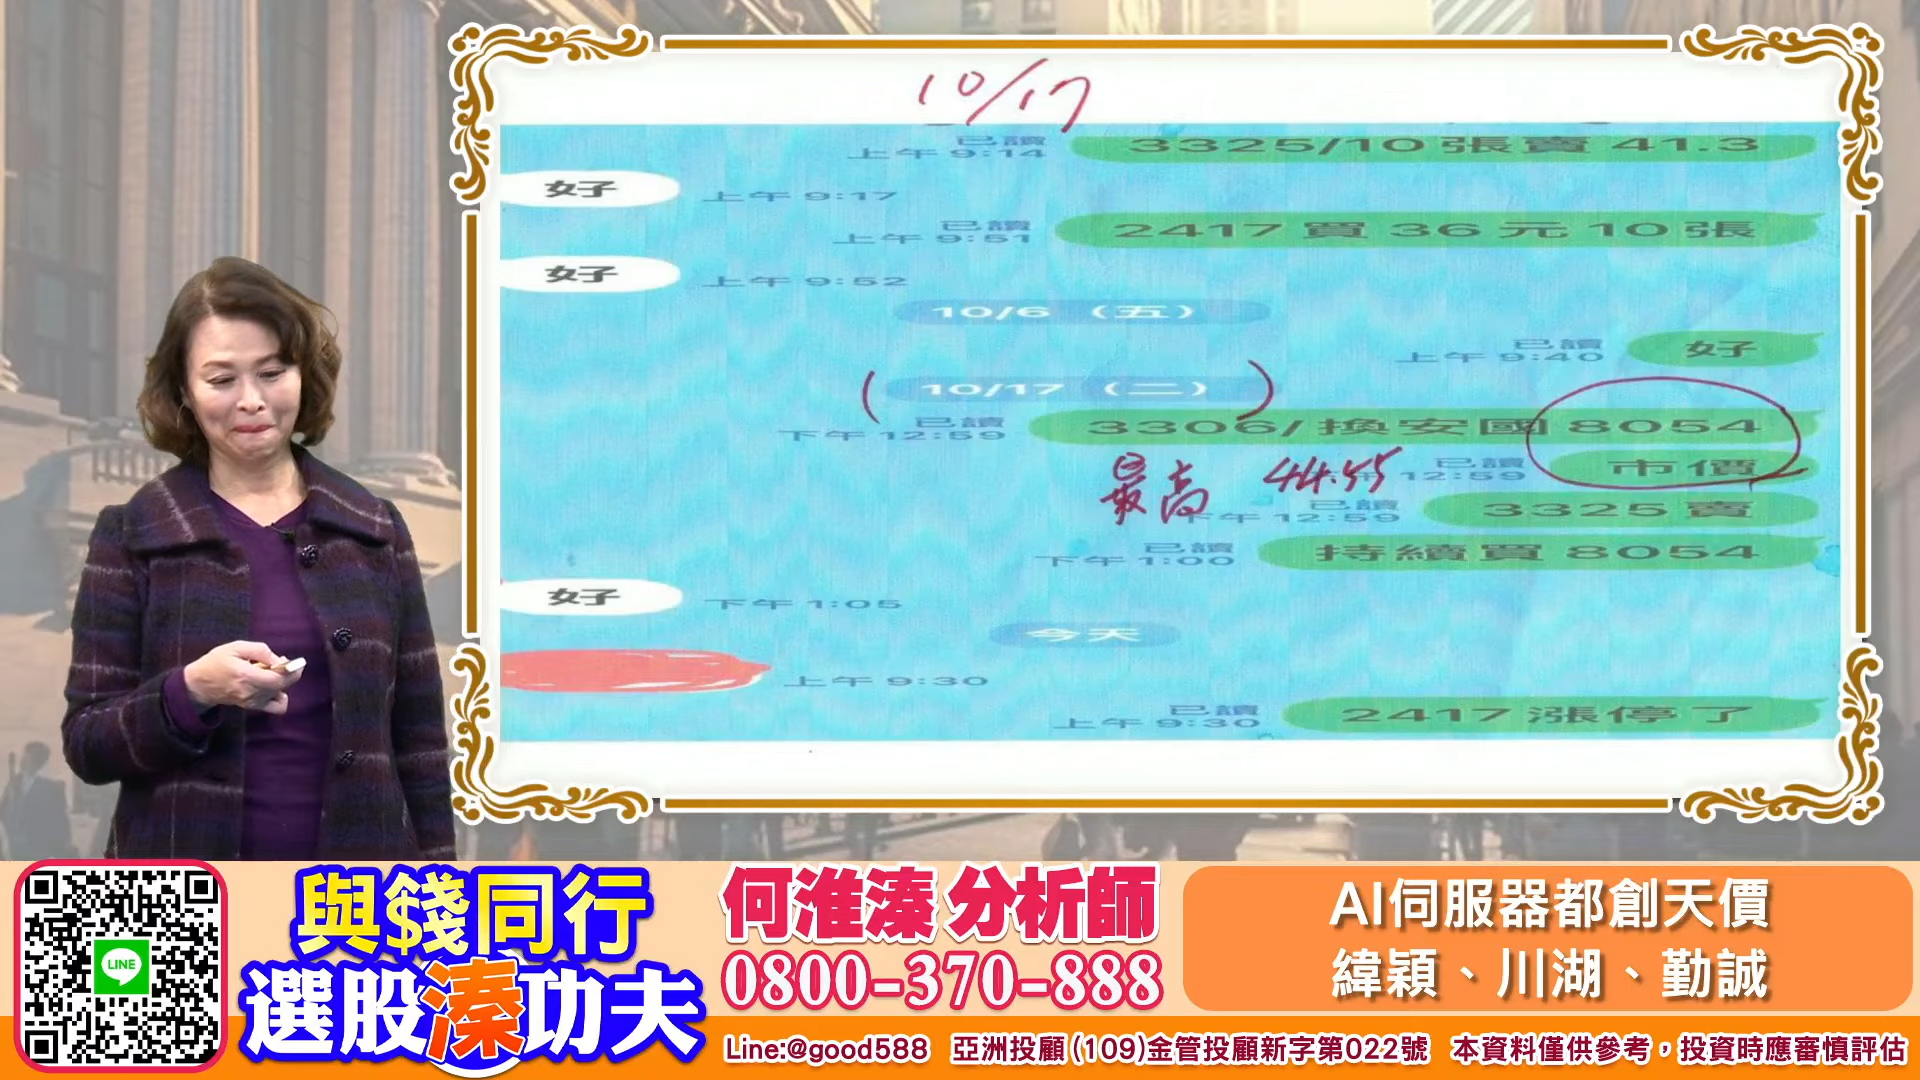 10/17
已讀
上午 9:14
3325/10 張賣 41.3
好
上午 9:17
已讀
上午 9:51
2417 買 36 元 10 張
好
上午 9:52
10/6 （五）
已讀
上午 9:40
好
( 10/17 （二） )
已讀
下午 12:59
3306/ 換安國 8054
最高 44.55
已讀
12:59
市價
已讀
下午 12:59
3325 賣
已讀
下午 1:00
持續買 8054
好
下午 1:05
今天
上午 9:30
已讀
上午 9:30
2417 漲停了
LINE
與$錢同行
選股溱功夫
何淮溱 分析師
0800-370-888
AI伺服器都創天價
緯穎、川湖、勤誠
Line:@good588 亞洲投顧 (109)金管投顧新字第022號 本資料僅供參考，投資時應審慎評估